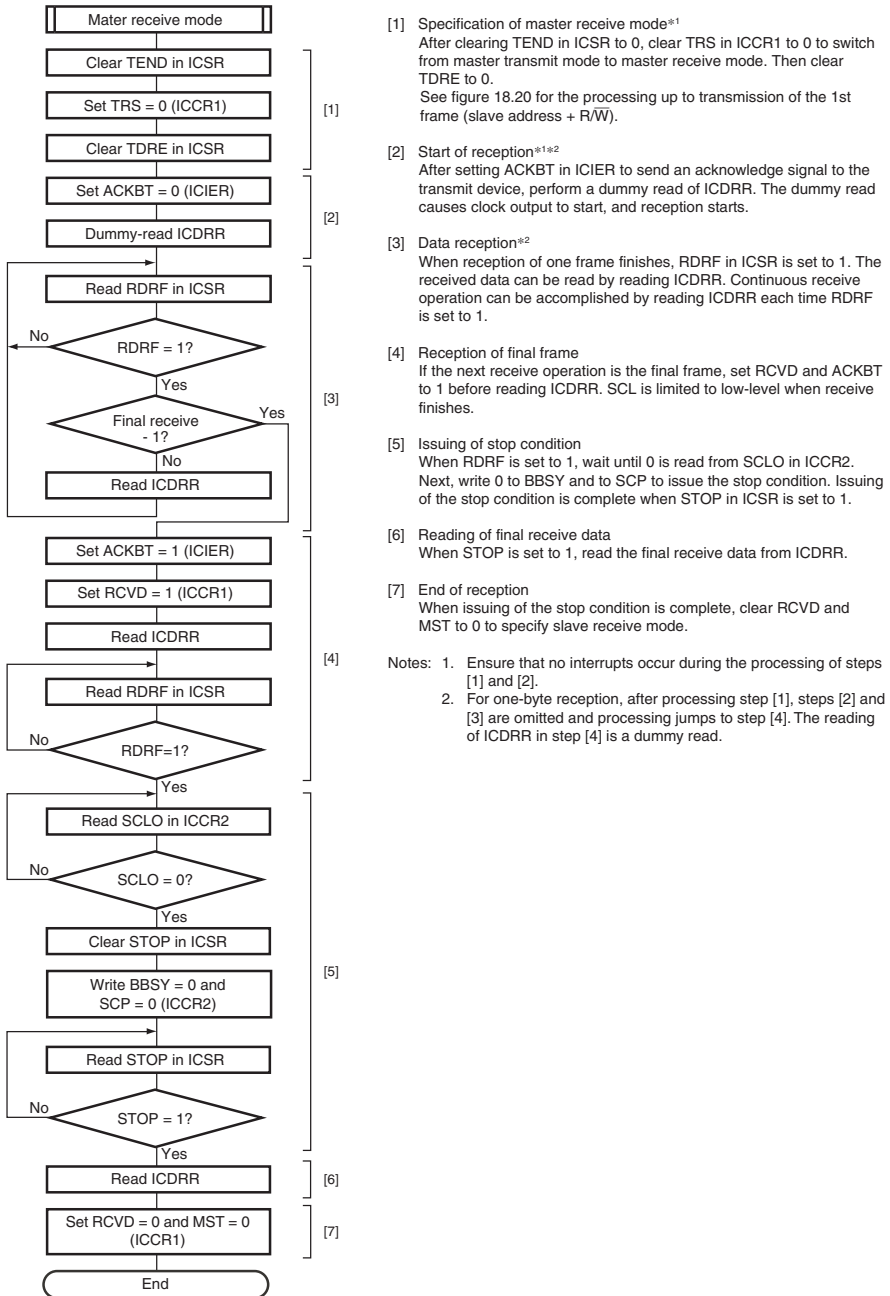 Mater receive mode
Clear TEND in ICSR
Set TRS = 0 (ICCR1)
[1]
Clear TDRE in ICSR
Set ACKBT = 0 (ICIER)
[2]
Dummy-read ICDRR
Read RDRF in ICSR
No
RDRF = 1?
Yes
[3]
Final receive
- 1?
Yes
No
Read ICDRR
Set ACKBT = 1 (ICIER)
Set RCVD = 1 (ICCR1)
Read ICDRR
[4]
Read RDRF in ICSR
No
RDRF=1?
Yes
Read SCLO in ICCR2
No
SCLO = 0?
Yes
Clear STOP in ICSR
[5]
Write BBSY = 0 and
SCP = 0 (ICCR2)
Read STOP in ICSR
No
STOP = 1?
Yes
Read ICDRR
[6]
Set RCVD = 0 and MST = 0
(ICCR1)
[7]
End
[1] Specification of master receive mode*1
After clearing TEND in ICSR to 0, clear TRS in ICCR1 to 0 to switch
from master transmit mode to master receive mode. Then clear
TDRE to 0.
See figure 18.20 for the processing up to transmission of the 1st
frame (slave address + R/W̅).
[2] Start of reception*1*2
After setting ACKBT in ICIER to send an acknowledge signal to the
transmit device, perform a dummy read of ICDRR. The dummy read
causes clock output to start, and reception starts.
[3] Data reception*2
When reception of one frame finishes, RDRF in ICSR is set to 1. The
received data can be read by reading ICDRR. Continuous receive
operation can be accomplished by reading ICDRR each time RDRF
is set to 1.
[4] Reception of final frame
If the next receive operation is the final frame, set RCVD and ACKBT
to 1 before reading ICDRR. SCL is limited to low-level when receive
finishes.
[5] Issuing of stop condition
When RDRF is set to 1, wait until 0 is read from SCLO in ICCR2.
Next, write 0 to BBSY and to SCP to issue the stop condition. Issuing
of the stop condition is complete when STOP in ICSR is set to 1.
[6] Reading of final receive data
When STOP is set to 1, read the final receive data from ICDRR.
[7] End of reception
When issuing of the stop condition is complete, clear RCVD and
MST to 0 to specify slave receive mode.
Notes: 1. Ensure that no interrupts occur during the processing of steps
[1] and [2].
2. For one-byte reception, after processing step [1], steps [2] and
[3] are omitted and processing jumps to step [4]. The reading
of ICDRR in step [4] is a dummy read.